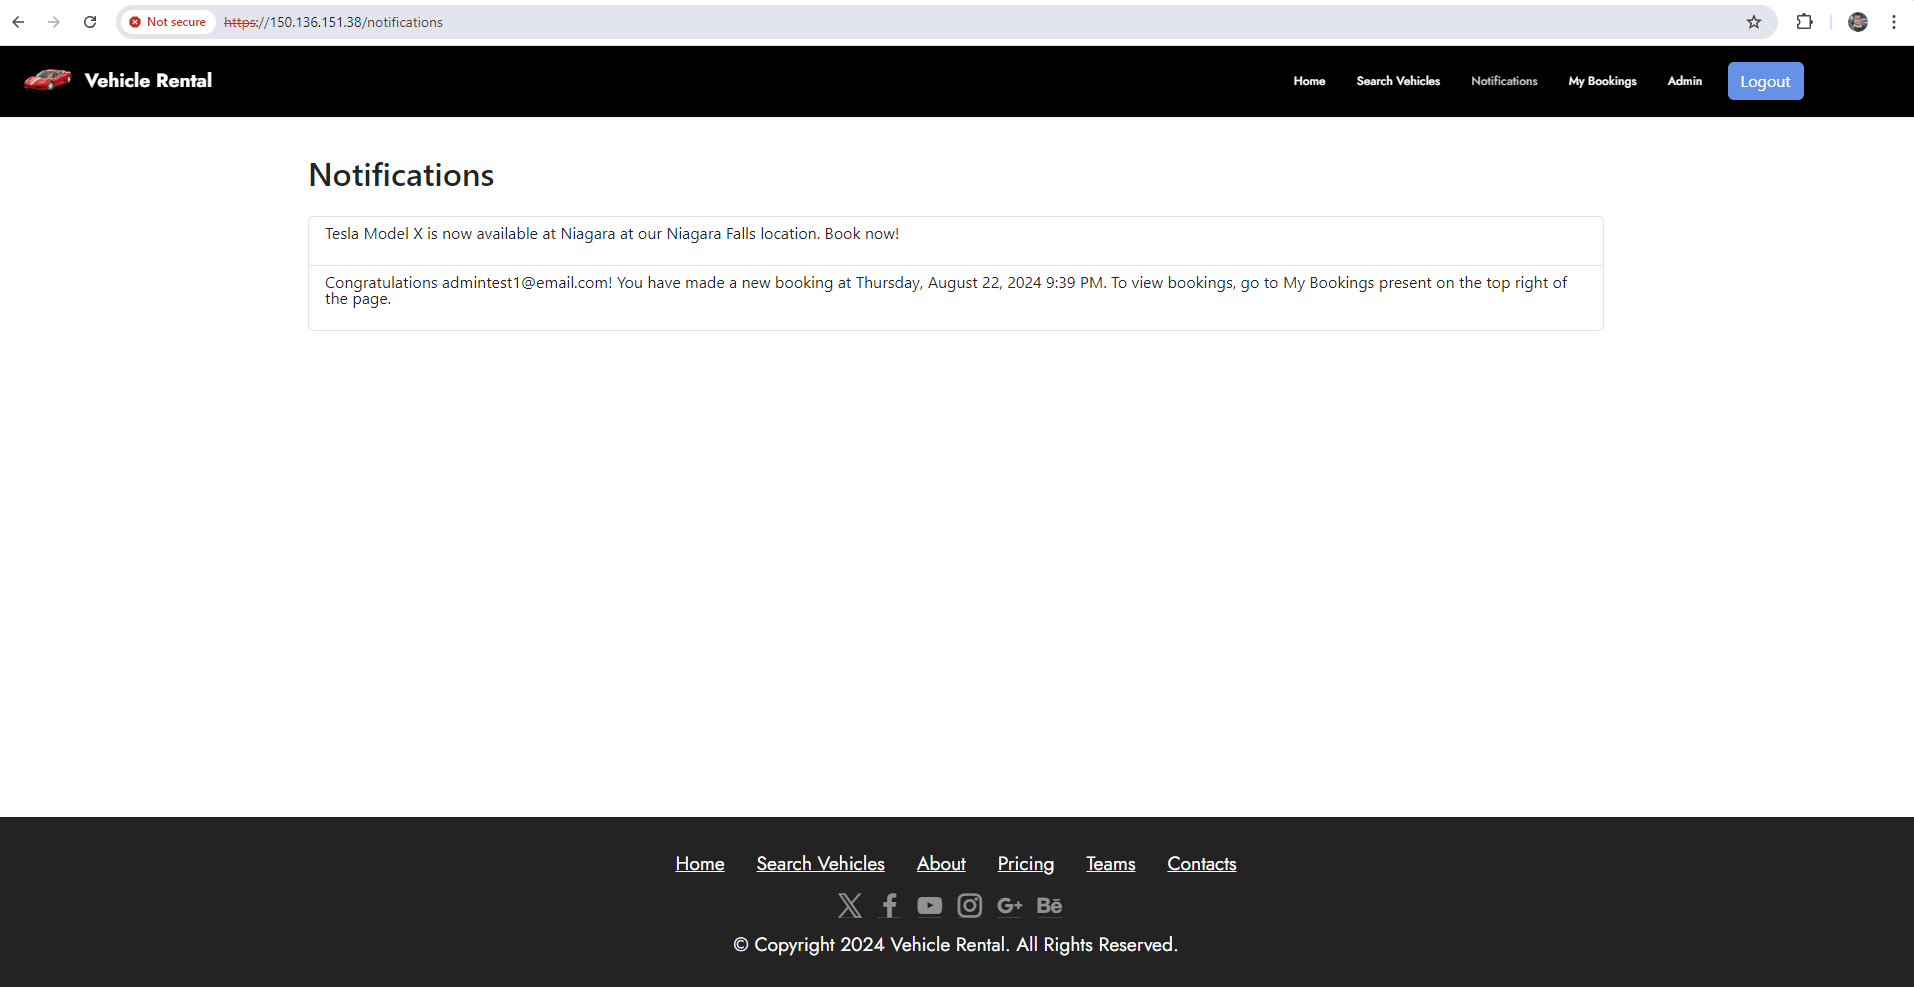 Not secure https://150.136.151.38/notifications
Vehicle Rental
Home Search Vehicles Notifications My Bookings Admin Logout
Notifications
Tesla Model X is now available at Niagara at our Niagara Falls location. Book now!
Congratulations admintest1@email.com! You have made a new booking at Thursday, August 22, 2024 9:39 PM. To view bookings, go to My Bookings present on the top right of
the page.
Home Search Vehicles About Pricing Teams Contacts
G+ Bē
© Copyright 2024 Vehicle Rental. All Rights Reserved.